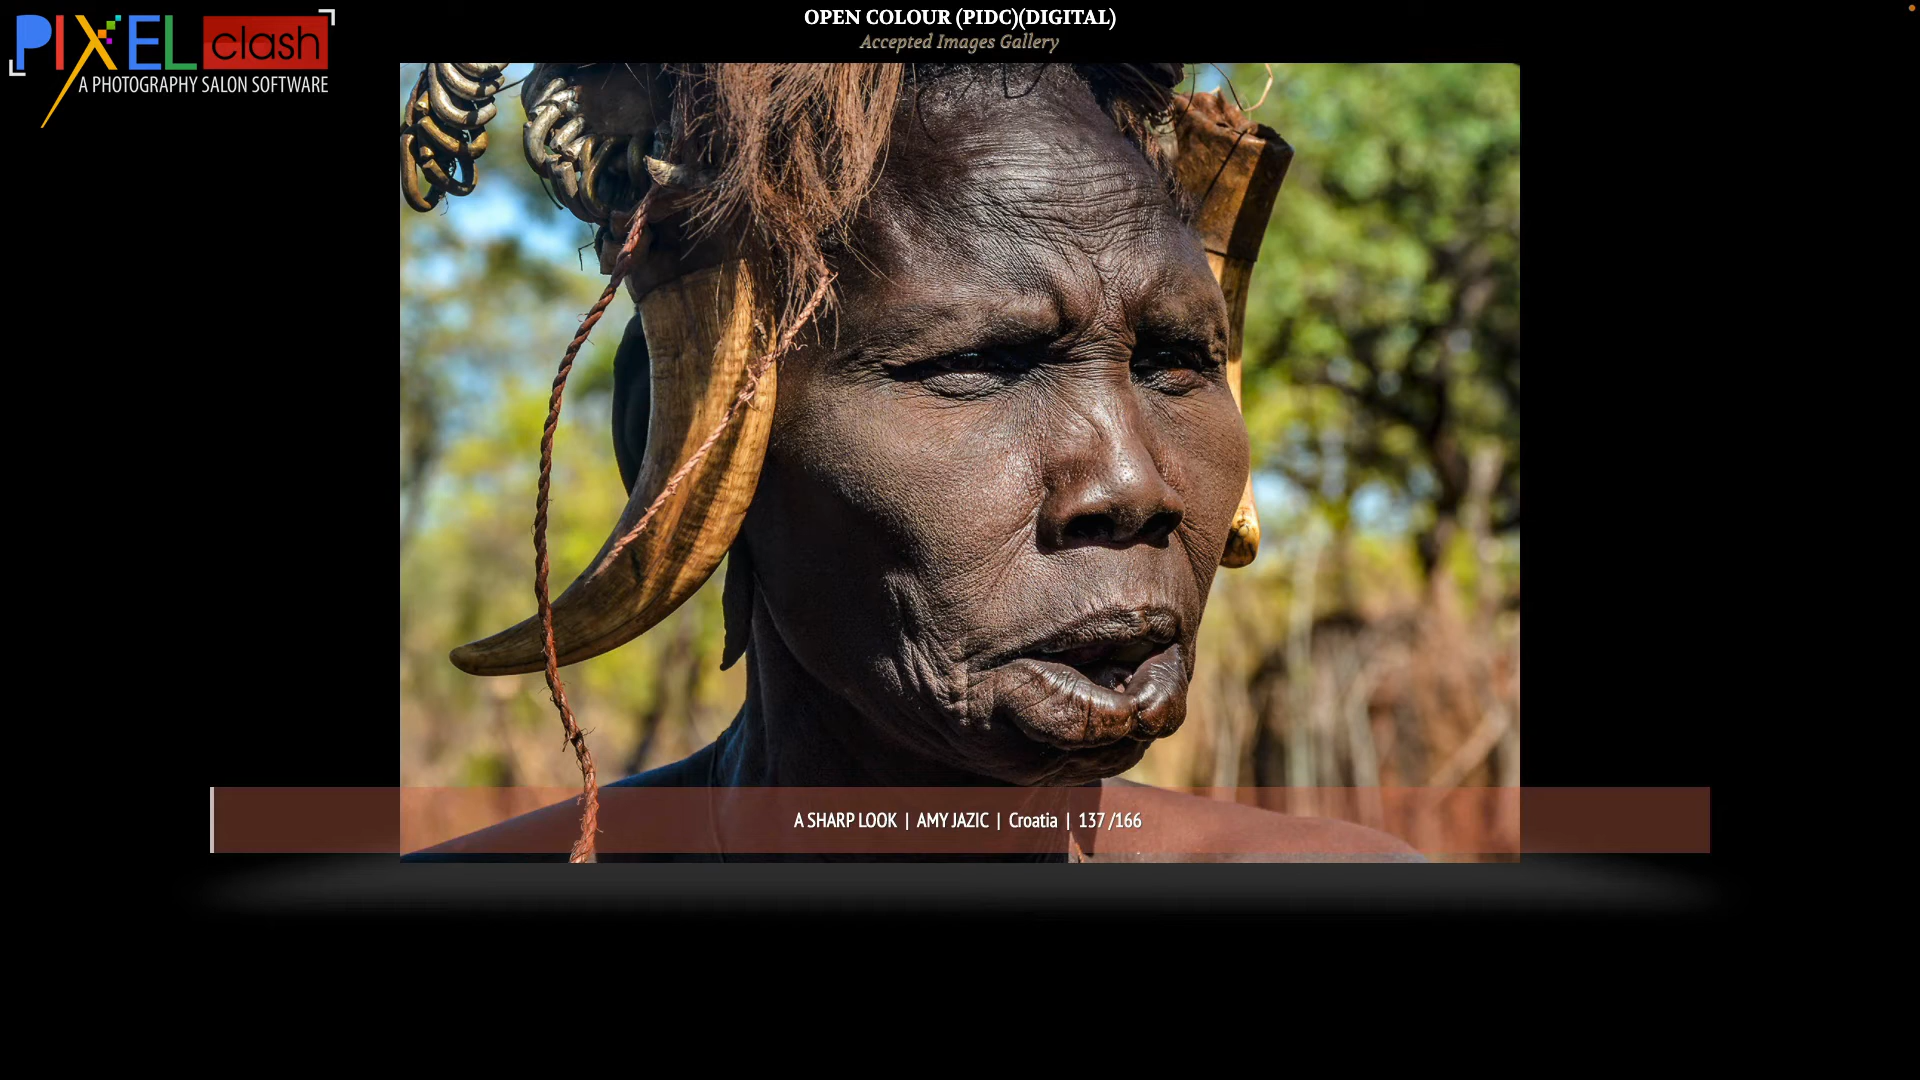 PIXEL clash
A PHOTOGRAPHY SALON SOFTWARE
OPEN COLOUR (PIDC)(DIGITAL)
Accepted Images Gallery
A SHARP LOOK | AMY JAZIC | Croatia | 137 /166